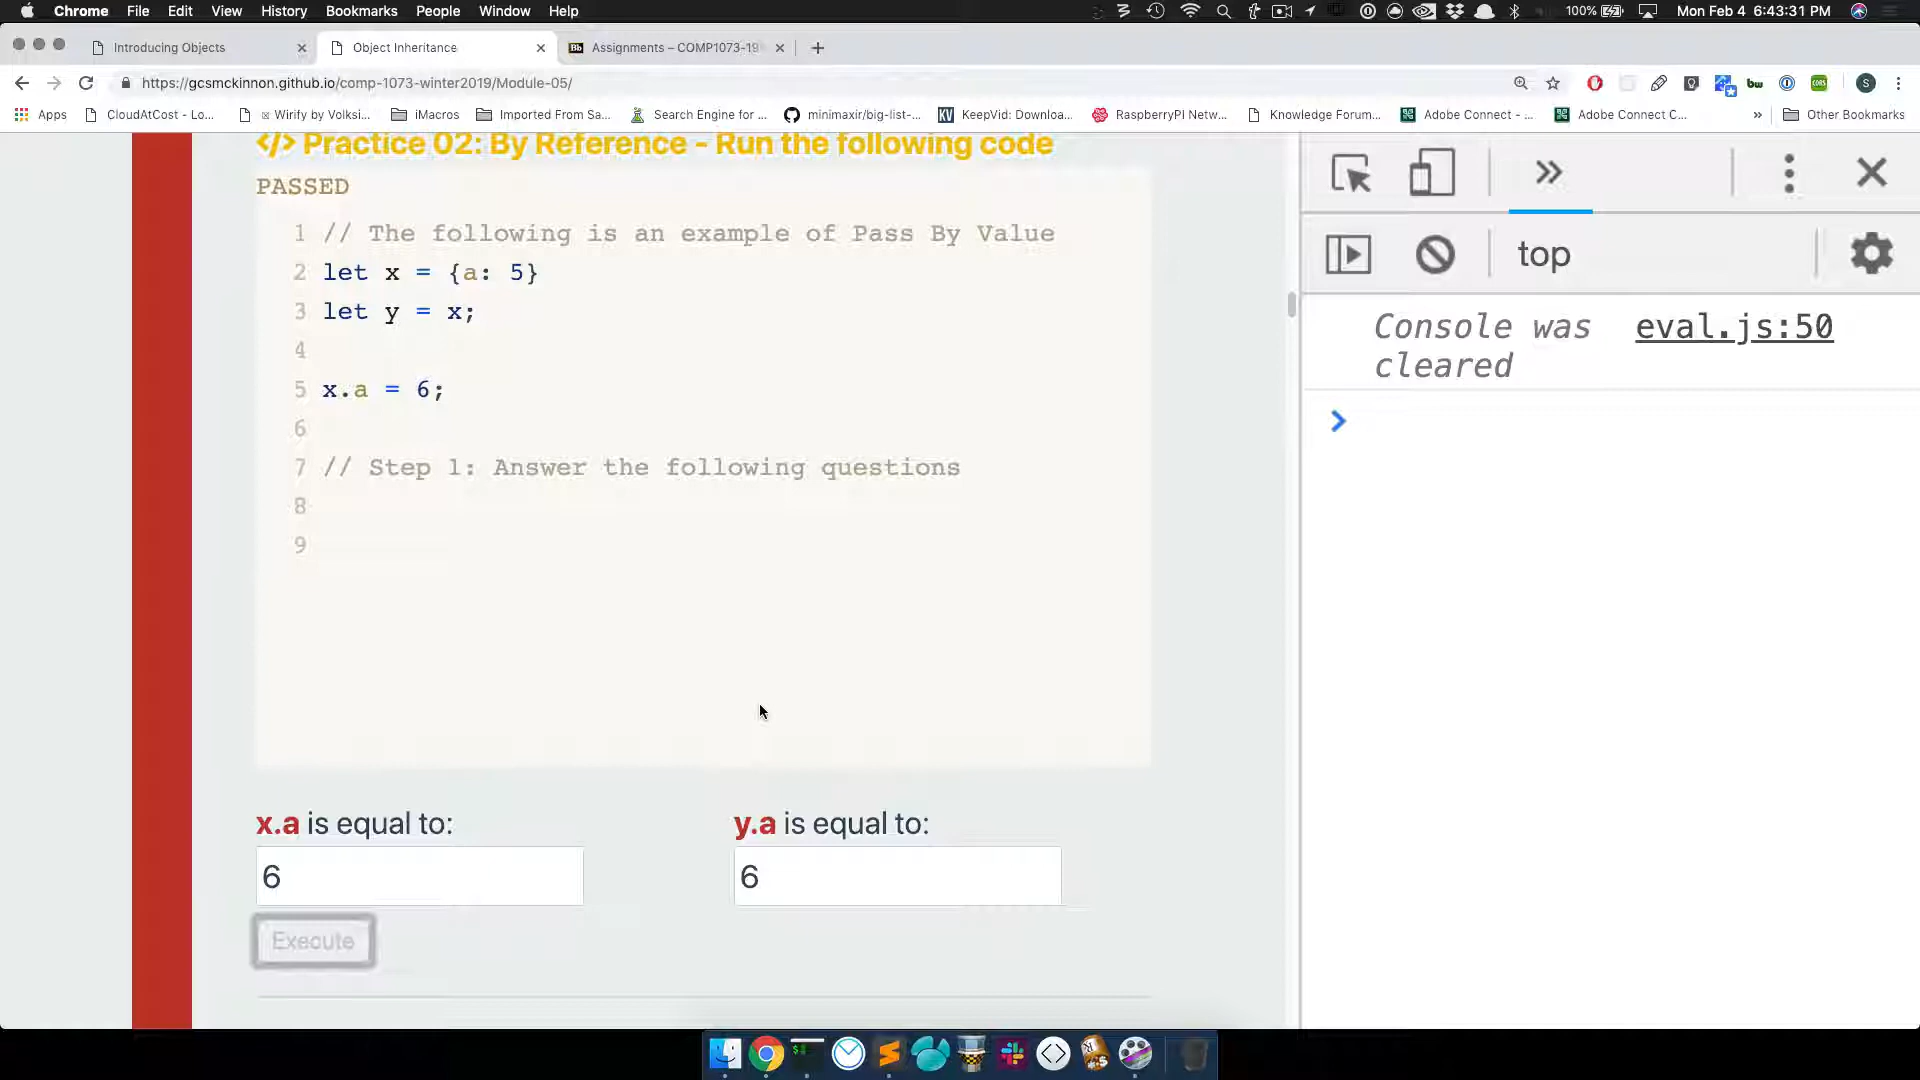 Chrome File Edit View History Bookmarks People Window Help 100% Mon Feb 4 6:43:31 PM
Introducing Objects Object Inheritance Bb Assignments – COMP1073-19
https://gcsmckinnon.github.io/comp-1073-winter2019/Module-05/
Apps CloudAtCost - Lo... Wirify by Volksi... iMacros Imported From Sa... Search Engine for ... minimaxir/big-list-... KV KeepVid: Downloa... RaspberryPI Netw... Knowledge Forum... Adobe Connect - ... Adobe Connect C... » Other Bookmarks
</> Practice 02: By Reference - Run the following code
PASSED
1 // The following is an example of Pass By Value
2 let x = {a: 5}
3 let y = x;
4
5 x.a = 6;
6
7 // Step 1: Answer the following questions
8
9
x.a is equal to: y.a is equal to:
6 6
Execute
top
Console was eval.js:50
cleared